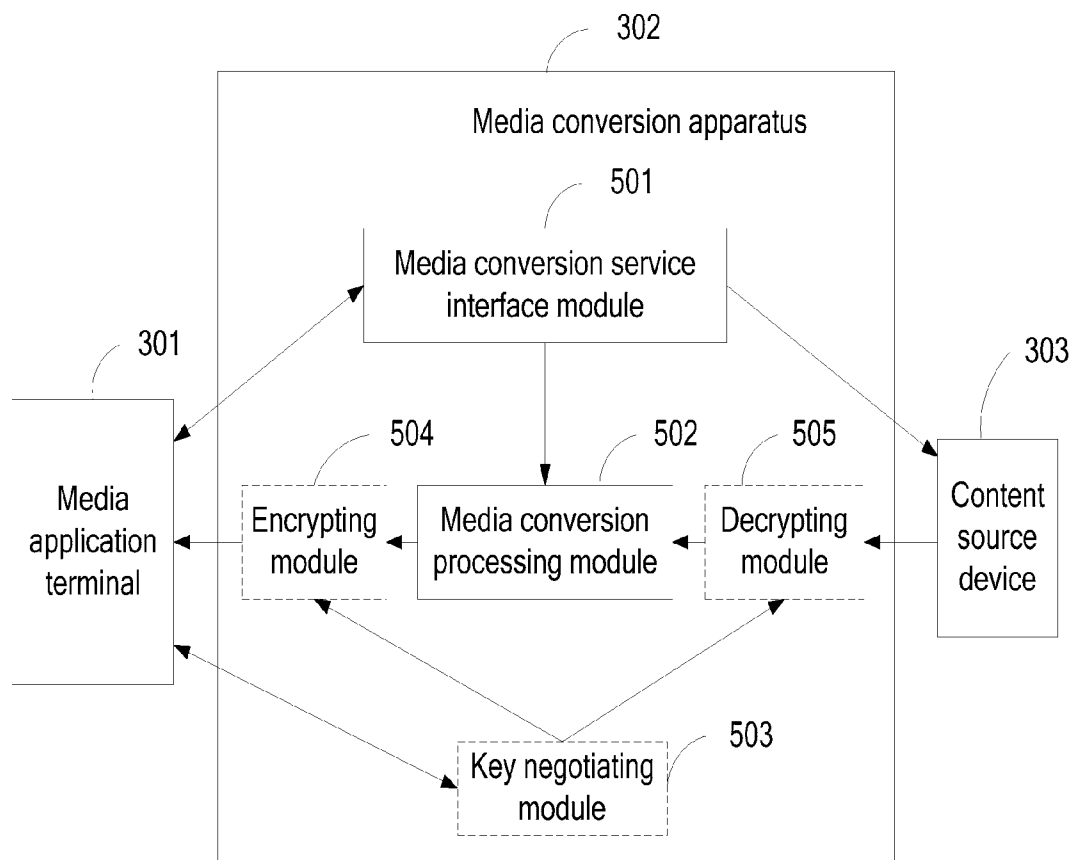 302
Media conversion apparatus
501
Media conversion service
interface module
301
303
504
502
505
Media
application
terminal
Encrypting
module
Media conversion
processing module
Decrypting
module
Content
source
device
503
Key negotiating
module